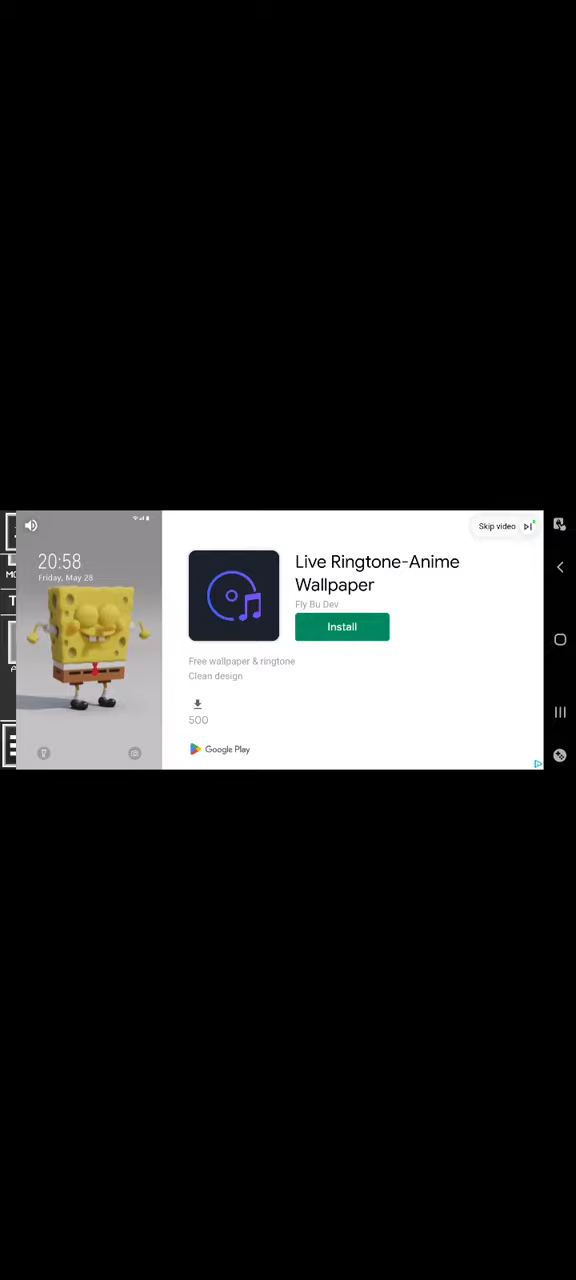 20:58
Friday, May 28
Skip video
Live Ringtone-Anime
Wallpaper
Fly Bu Dev
Install
Free wallpaper & ringtone
Clean design
500
Google Play